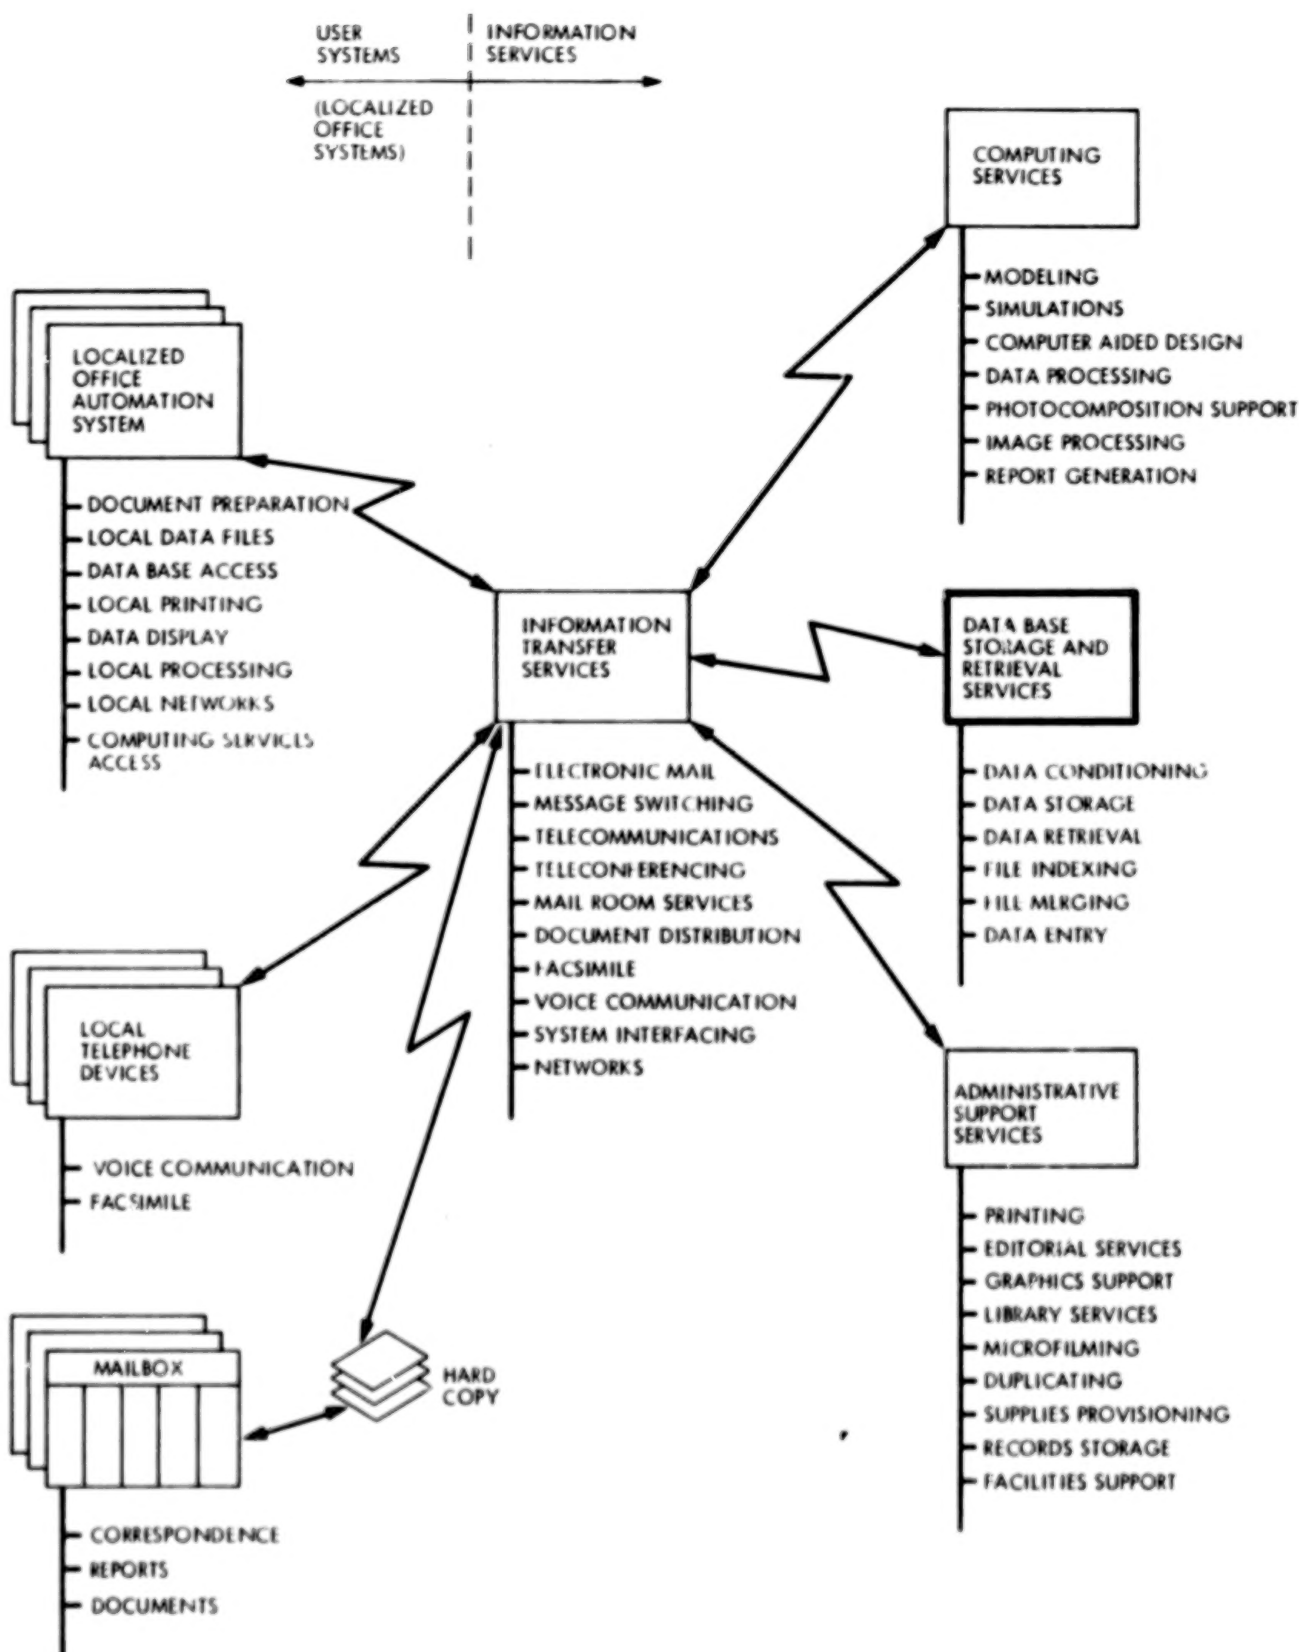 USER
SYSTEMS
INFORMATION
SERVICES
(LOCALIZED
OFFICE
SYSTEMS)
LOCALIZED
OFFICE
AUTOMATION
SYSTEM
DOCUMENT PREPARATION
LOCAL DATA FILES
DATA BASE ACCESS
LOCAL PRINTING
DATA DISPLAY
LOCAL PROCESSING
LOCAL NETWORKS
COMPUTING SERVICES
ACCESS
LOCAL
TELEPHONE
DEVICES
VOICE COMMUNICATION
FACSIMILE
MAILBOX
CORRESPONDENCE
REPORTS
DOCUMENTS
HARD
COPY
INFORMATION
TRANSFER
SERVICES
ELECTRONIC MAIL
MESSAGE SWITCHING
TELECOMMUNICATIONS
TELECONFERENCING
MAIL ROOM SERVICES
DOCUMENT DISTRIBUTION
FACSIMILE
VOICE COMMUNICATION
SYSTEM INTERFACING
NETWORKS
COMPUTING
SERVICES
MODELING
SIMULATIONS
COMPUTER AIDED DESIGN
DATA PROCESSING
PHOTOCOMPOSITION SUPPORT
IMAGE PROCESSING
REPORT GENERATION
DATA BASE
STORAGE AND
RETRIEVAL
SERVICES
DATA CONDITIONING
DATA STORAGE
DATA RETRIEVAL
FILE INDEXING
FILE MERGING
DATA ENTRY
ADMINISTRATIVE
SUPPORT
SERVICES
PRINTING
EDITORIAL SERVICES
GRAPHICS SUPPORT
LIBRARY SERVICES
MICROFILMING
DUPLICATING
SUPPLIES PROVISIONING
RECORDS STORAGE
FACILITIES SUPPORT